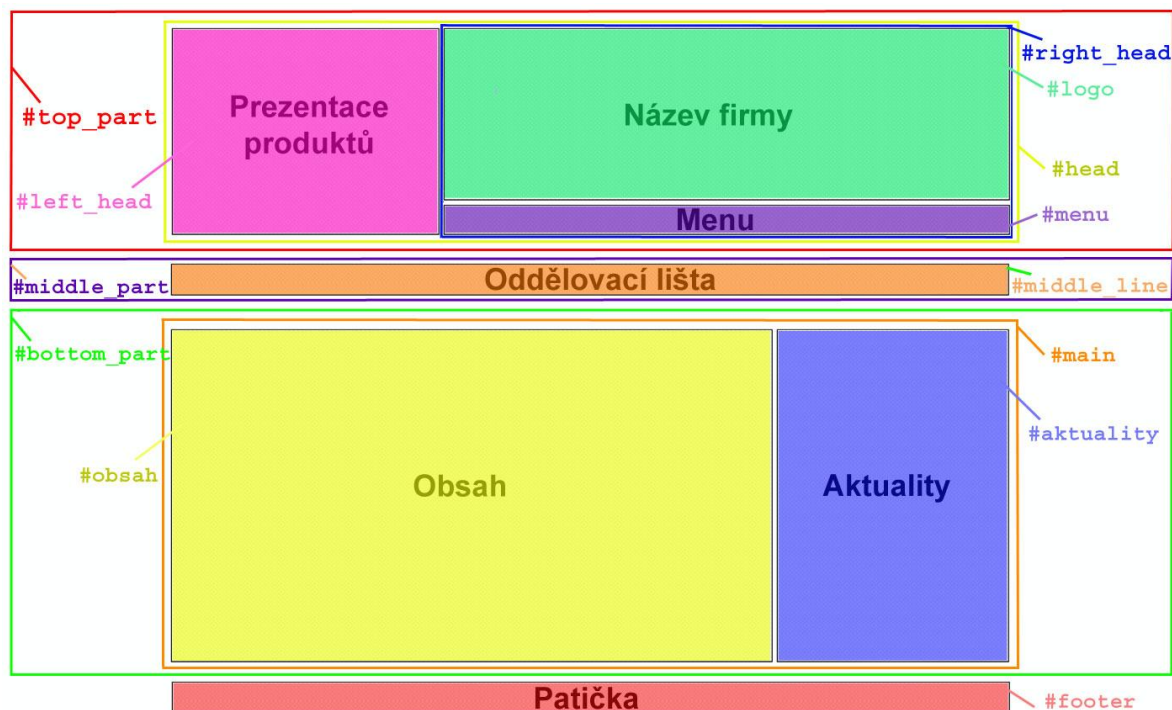 #right_head
#logo
Prezentace
produktů
Název firmy
#top_part
#head
#left_head
#menu
Menu
Oddělovací lišta
#middle_part
#middle_line
#bottom_part
#main
#aktuality
#obsah
Obsah
Aktuality
Patička
#footer